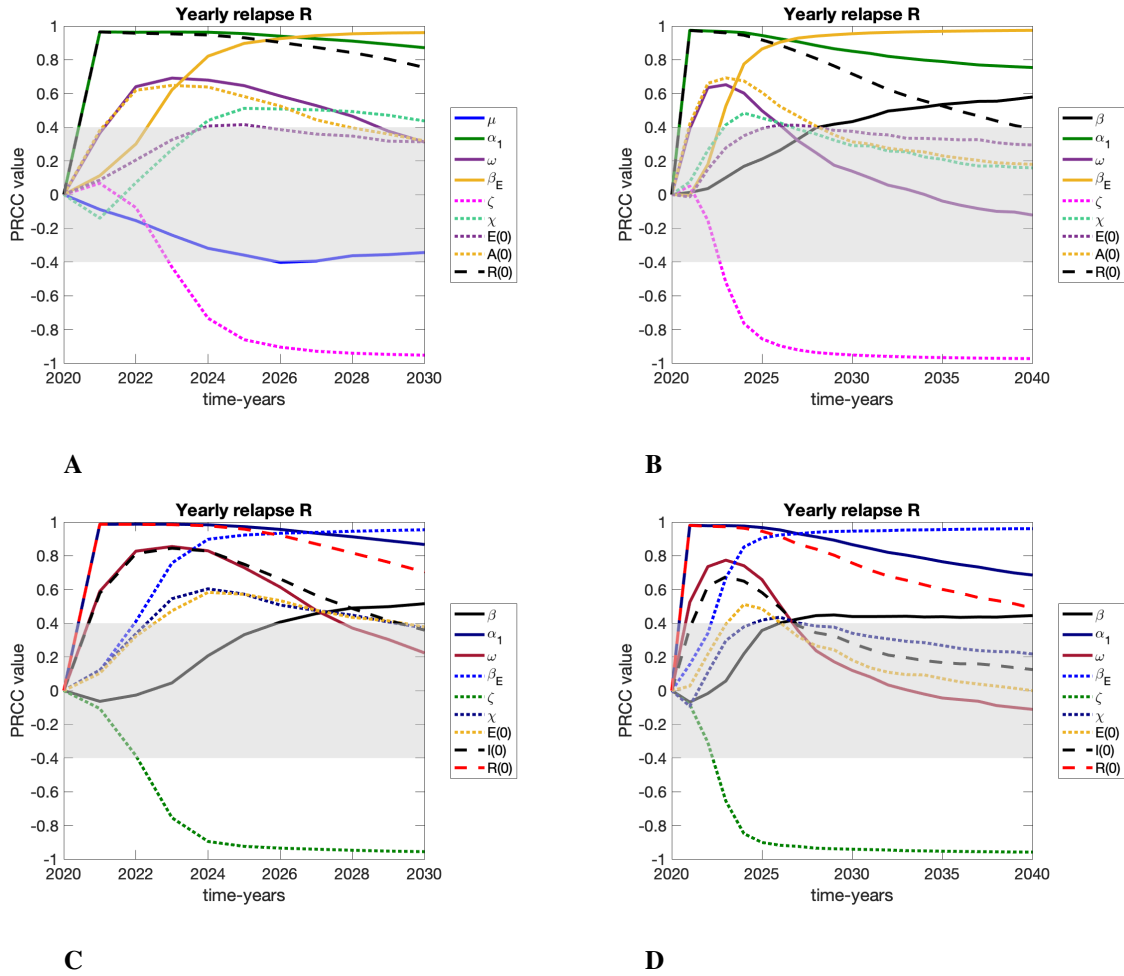 Yearly relapse R
1
0.8
0.6
0.4
0.2
0
-0.2
-0.4
-0.6
-0.8
-1
PRCC value
2020 2022 2024 2026 2028 2030
time-years
μ
α1
ω
βE
ζ
χ
E(0)
A(0)
R(0)
A
Yearly relapse R
1
0.8
0.6
0.4
0.2
0
-0.2
-0.4
-0.6
-0.8
-1
PRCC value
2020 2025 2030 2035 2040
time-years
β
α1
ω
βE
ζ
χ
E(0)
A(0)
R(0)
B
Yearly relapse R
1
0.8
0.6
0.4
0.2
0
-0.2
-0.4
-0.6
-0.8
-1
PRCC value
2020 2022 2024 2026 2028 2030
time-years
β
α1
ω
βE
ζ
χ
E(0)
I(0)
R(0)
C
Yearly relapse R
1
0.8
0.6
0.4
0.2
0
-0.2
-0.4
-0.6
-0.8
-1
PRCC value
2020 2025 2030 2035 2040
time-years
β
α1
ω
βE
ζ
χ
E(0)
I(0)
R(0)
D